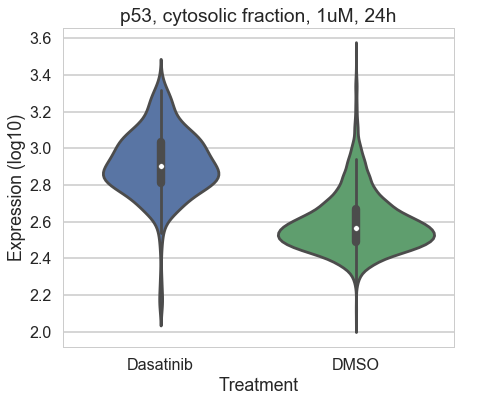 p53, cytosolic fraction, 1uM, 24h
Expression (log10)
3.6
3.4
3.2
3.0
2.8
2.6
2.4
2.2
2.0
Dasatinib DMSO
Treatment